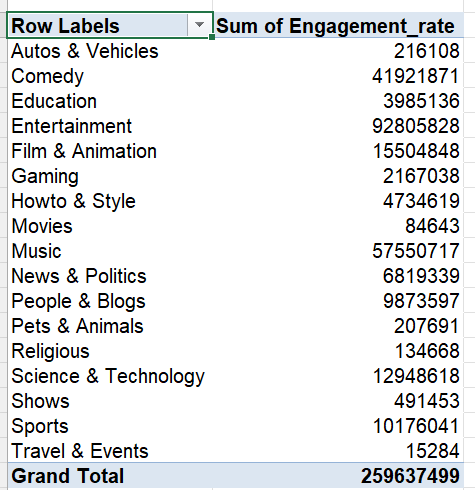 Row Labels Sum of Engagement_rate
Autos & Vehicles 216108
Comedy 41921871
Education 3985136
Entertainment 92805828
Film & Animation 15504848
Gaming 2167038
Howto & Style 4734619
Movies 84643
Music 57550717
News & Politics 6819339
People & Blogs 9873597
Pets & Animals 207691
Religious 134668
Science & Technology 12948618
Shows 491453
Sports 10176041
Travel & Events 15284
Grand Total 259637499